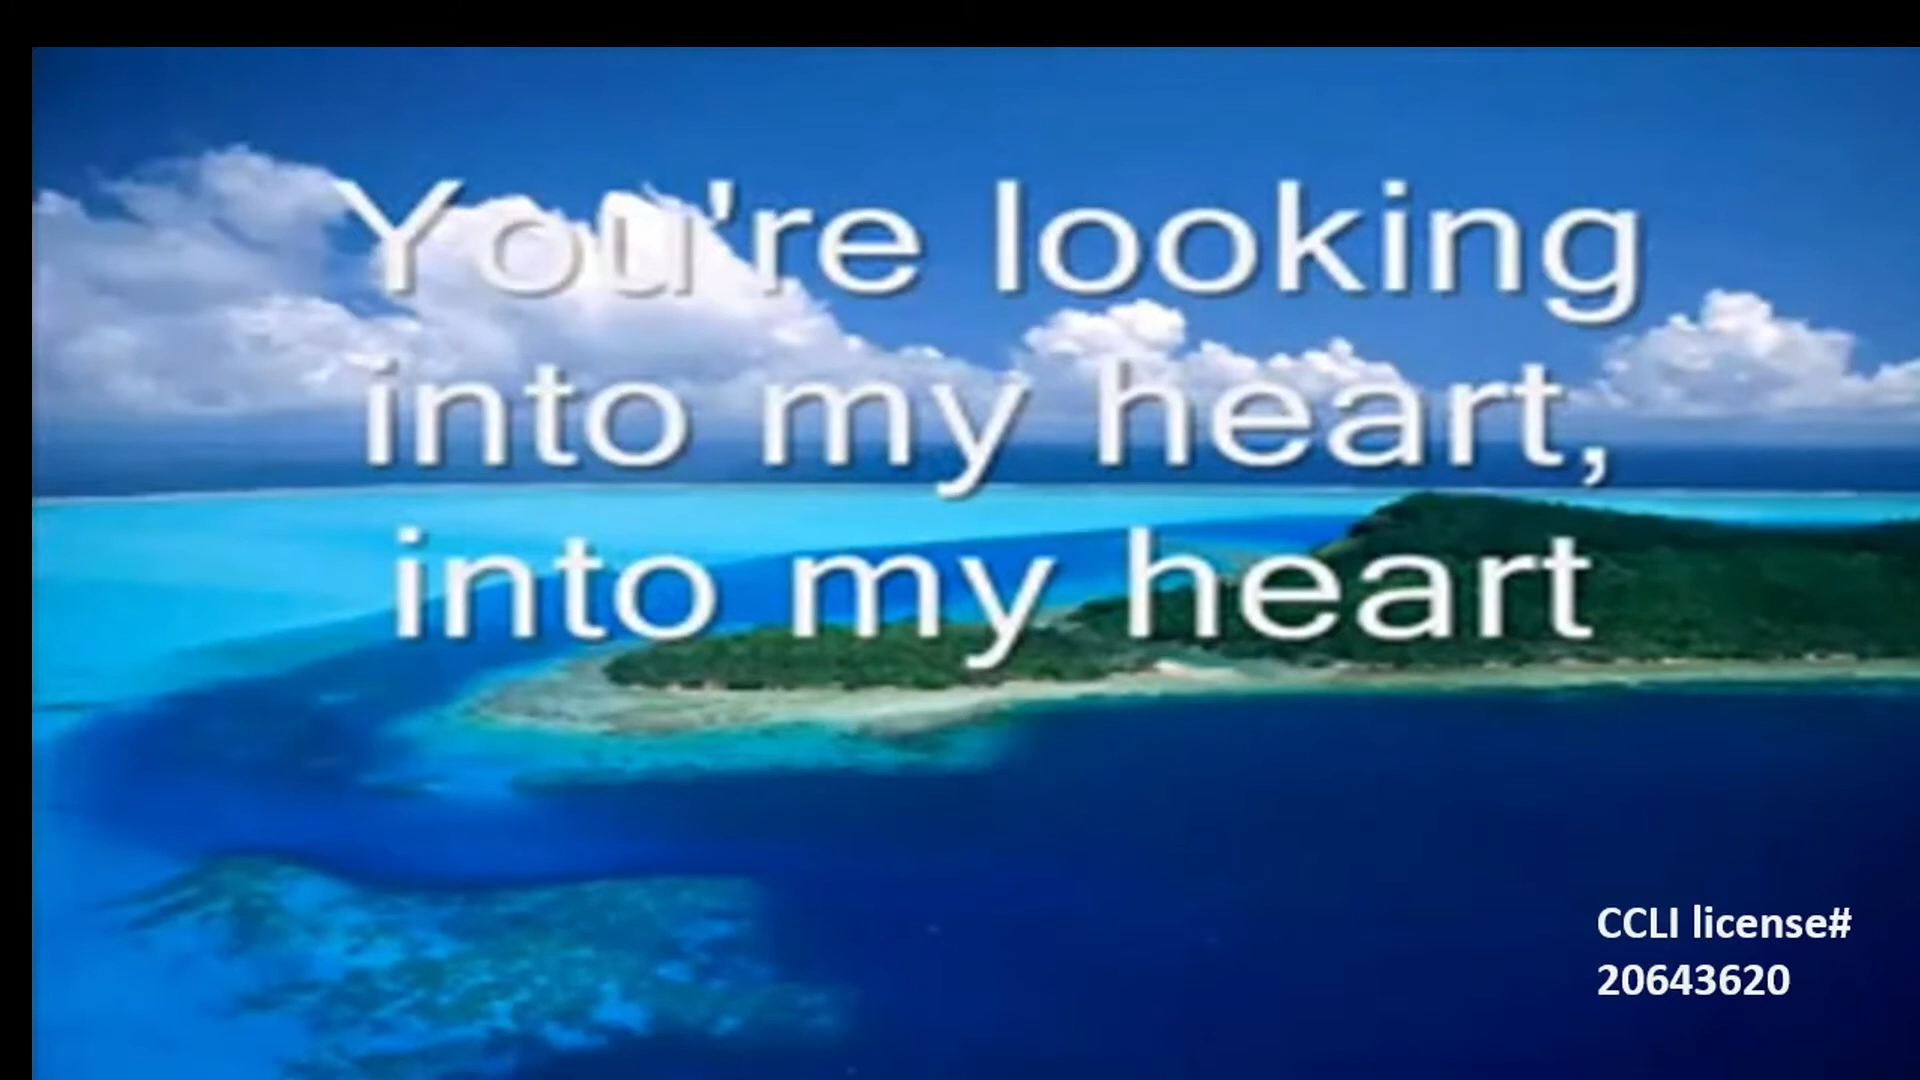 You're looking
into my heart,
into my heart
CCLI license#
20643620